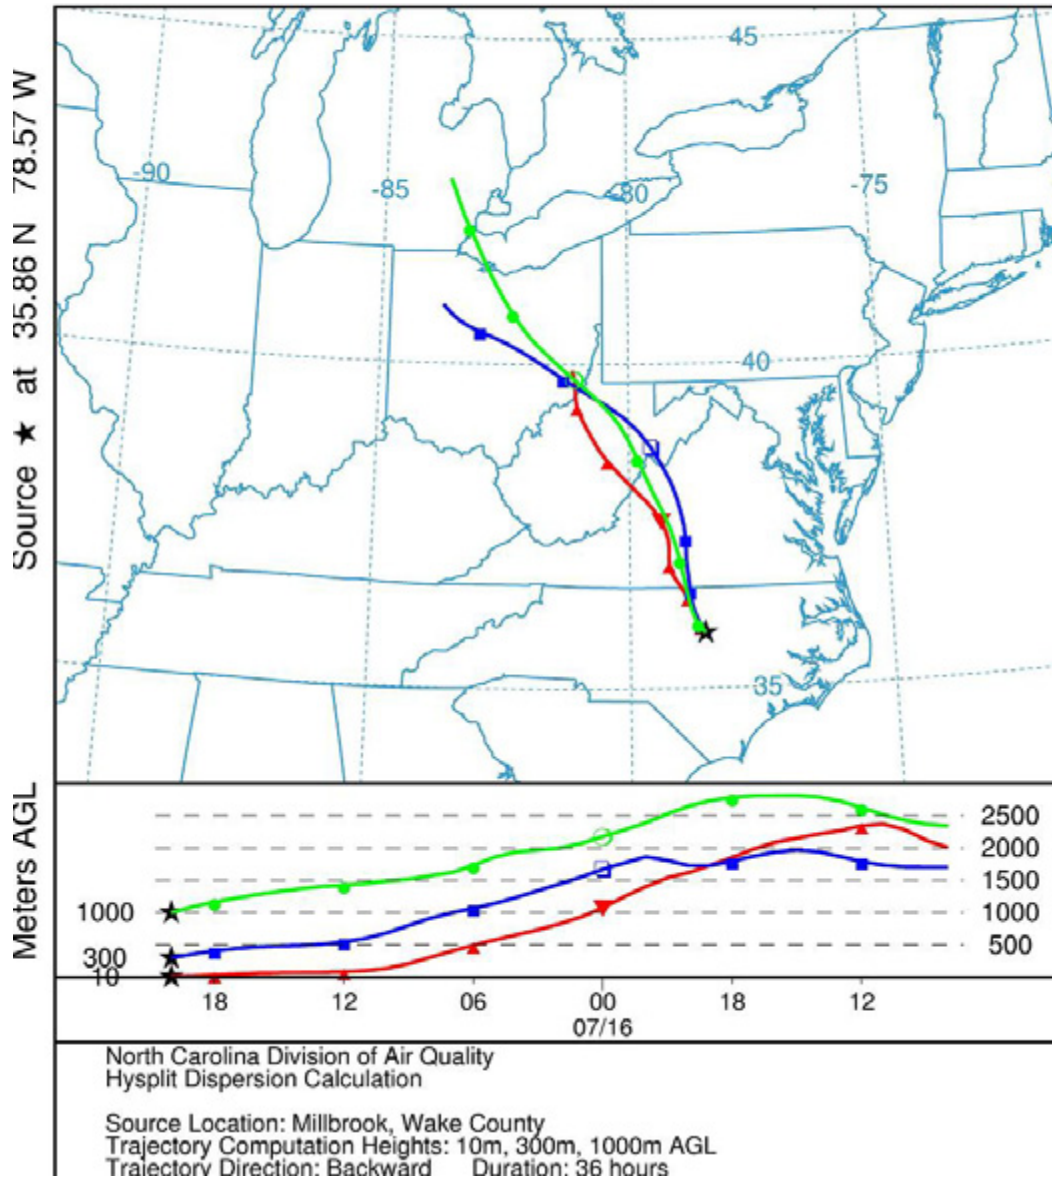 Source ★ at 35.86 N 78.57 W
45
-90
-85
-80
-75
40
35
Meters AGL
2500
2000
1500
1000
1000
500
300
10
18 12 06 00 18 12
07/16
North Carolina Division of Air Quality
Hysplit Dispersion Calculation
Source Location: Millbrook, Wake County
Trajectory Computation Heights: 10m, 300m, 1000m AGL
Trajectory Direction: Backward Duration: 36 hours